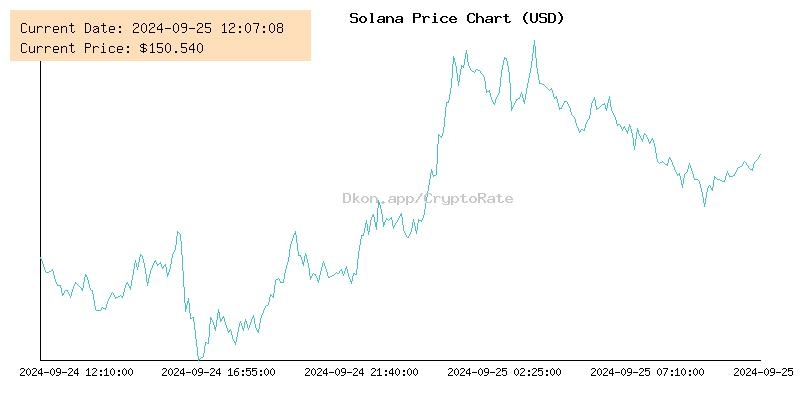 Solana Price Chart (USD)
Current Date: 2024-09-25 12:07:08
Current Price: $150.540
Dkon.app/CryptoRate
2024-09-24 12:10:00
2024-09-24 16:55:00
2024-09-24 21:40:00
2024-09-25 02:25:00
2024-09-25 07:10:00
2024-09-25